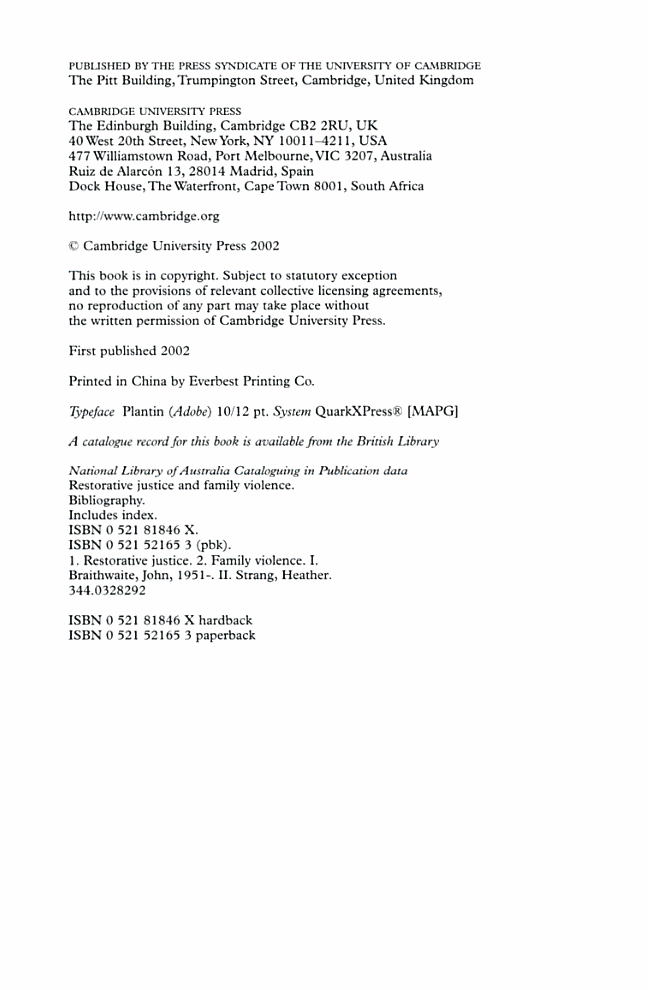 PUBLISHED BY THE PRESS SYNDICATE OF THE UNIVERSITY OF CAMBRIDGE
The Pitt Building, Trumpington Street, Cambridge, United Kingdom
CAMBRIDGE UNIVERSITY PRESS
The Edinburgh Building, Cambridge CB2 2RU, UK
40 West 20th Street, New York, NY 10011–4211, USA
477 Williamstown Road, Port Melbourne, VIC 3207, Australia
Ruiz de Alarcón 13, 28014 Madrid, Spain
Dock House, The Waterfront, Cape Town 8001, South Africa
http://www.cambridge.org
© Cambridge University Press 2002
This book is in copyright. Subject to statutory exception
and to the provisions of relevant collective licensing agreements,
no reproduction of any part may take place without
the written permission of Cambridge University Press.
First published 2002
Printed in China by Everbest Printing Co.
Typeface Plantin (Adobe) 10/12 pt. System QuarkXPress® [MAPG]
A catalogue record for this book is available from the British Library
National Library of Australia Cataloguing in Publication data
Restorative justice and family violence.
Bibliography.
Includes index.
ISBN 0 521 81846 X.
ISBN 0 521 52165 3 (pbk).
1. Restorative justice. 2. Family violence. I.
Braithwaite, John, 1951-. II. Strang, Heather.
344.0328292
ISBN 0 521 81846 X hardback
ISBN 0 521 52165 3 paperback